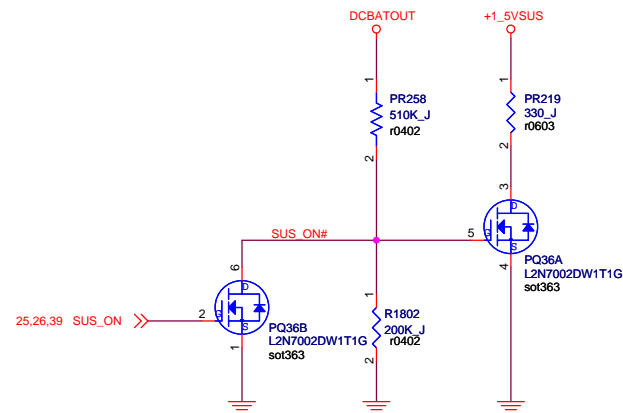 DCBATOUT
+1_5VSUS
1
PR258
510K_J
r0402
2
1
PR219
330_J
r0603
2
3
D
G
S
5
4
PQ36A
L2N7002DW1T1G
sot363
SUS_ON#
6
D
G
S
2
1
25,26,39 SUS_ON
PQ36B
L2N7002DW1T1G
sot363
1
R1802
200K_J
r0402
2